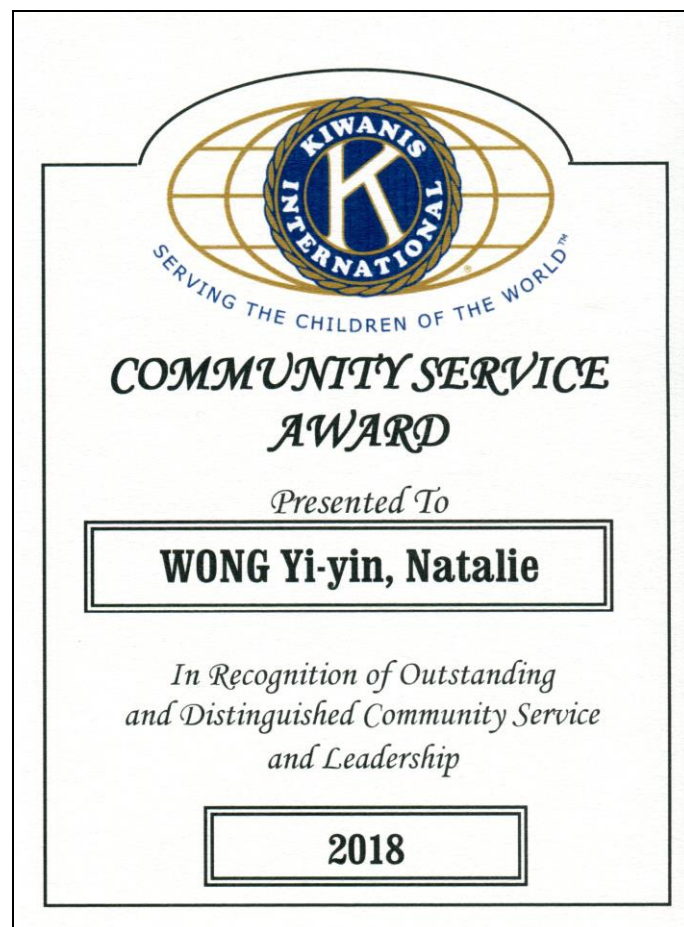 KIWANIS
INTERNATIONAL
K
®
SERVING THE CHILDREN OF THE WORLD™
COMMUNITY SERVICE
AWARD
Presented To
WONG Yi-yin, Natalie
In Recognition of Outstanding
and Distinguished Community Service
and Leadership
2018